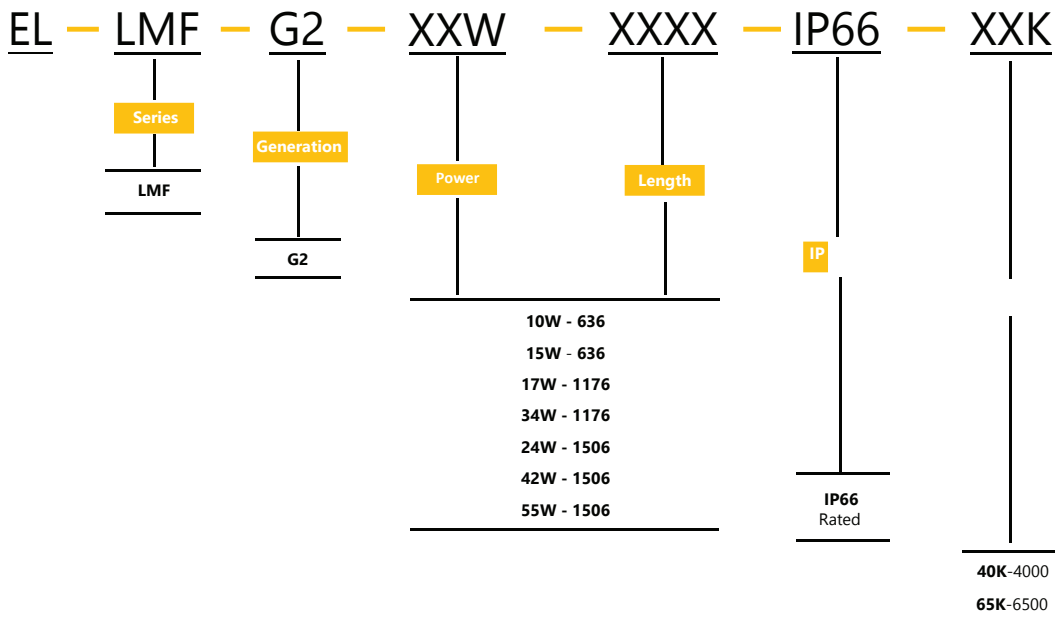 EL — LMF — G2 — XXW — XXXX — IP66 — XXK
Series
Generation
Power
Length
LMF
IP
G2
10W - 636
15W - 636
17W - 1176
34W - 1176
24W - 1506
42W - 1506
55W - 1506
IP66
Rated
40K-4000
65K-6500